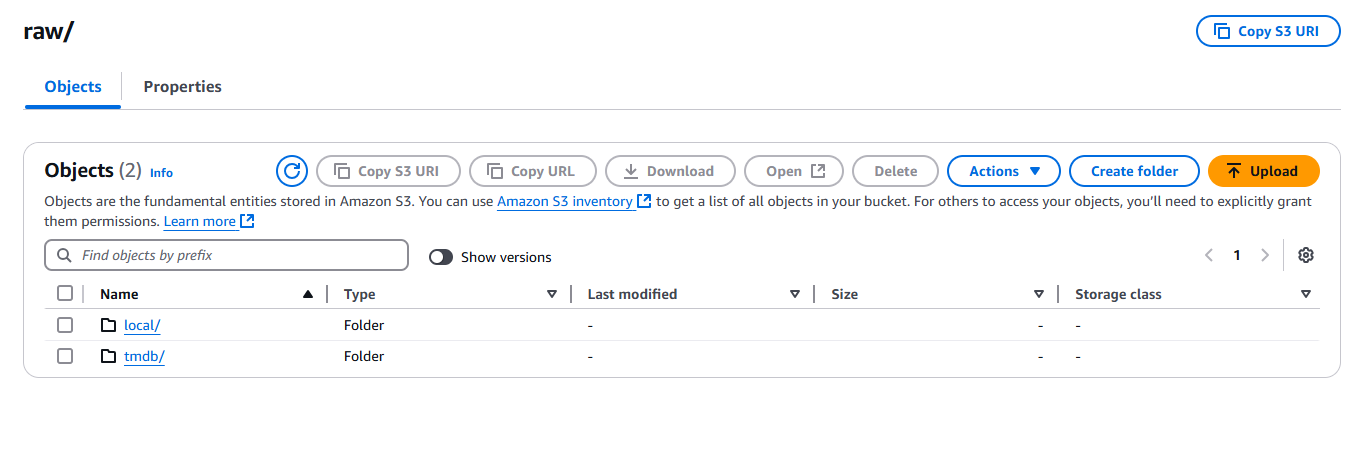 raw/
Copy S3 URI
Objects
Properties
Objects (2) Info
Copy S3 URI
Copy URL
Download
Open
Delete
Actions
Create folder
Upload
Objects are the fundamental entities stored in Amazon S3. You can use Amazon S3 inventory to get a list of all objects in your bucket. For others to access your objects, you’ll need to explicitly grant
them permissions. Learn more
Find objects by prefix
Show versions
1
Name Type Last modified Size Storage class
local/ Folder - - -
tmdb/ Folder - - -